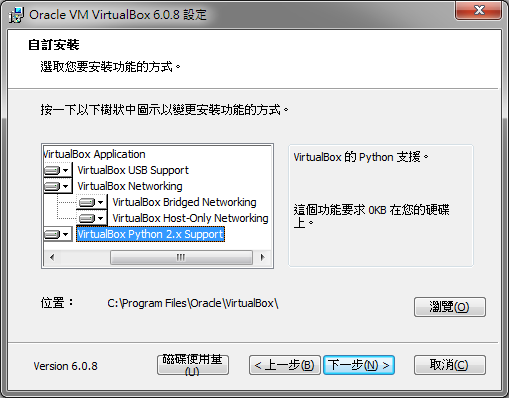 Oracle VM VirtualBox 6.0.8 設定
自訂安裝
選取您要安裝功能的方式。
按一下以下樹狀中圖示以變更安裝功能的方式。
VirtualBox Application
VirtualBox USB Support
VirtualBox Networking
VirtualBox Bridged Networking
VirtualBox Host-Only Networking
VirtualBox Python 2.x Support
VirtualBox 的 Python 支援。
這個功能要求 0KB 在您的硬碟
上。
位置： C:\Program Files\Oracle\VirtualBox\
瀏覽(O)
Version 6.0.8
磁碟使用量
(U)
< 上一步(B)
下一步(N) >
取消(C)